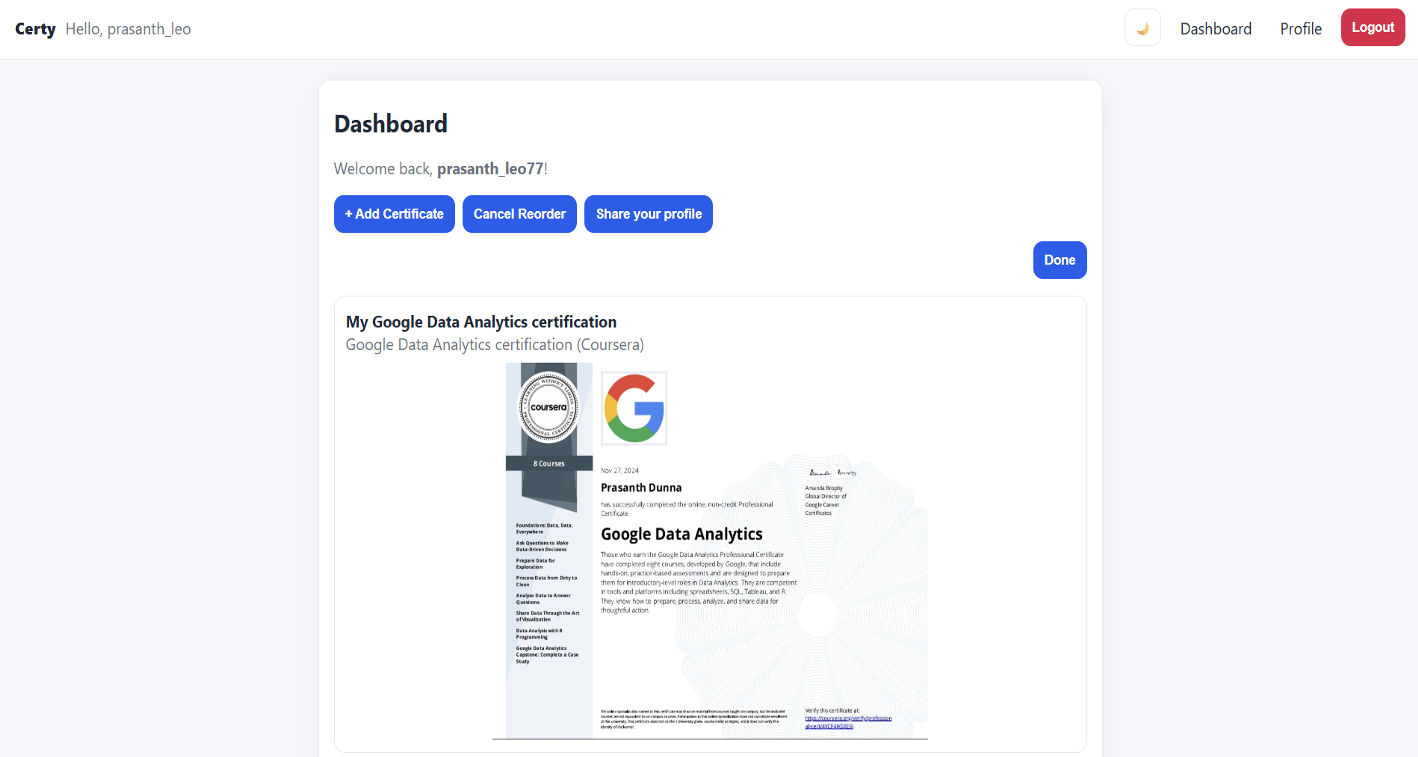 Certy Hello, prasanth_leo
Dashboard Profile Logout
Dashboard
Welcome back, prasanth_leo77!
+ Add Certificate Cancel Reorder Share your profile
Done
My Google Data Analytics certification
Google Data Analytics certification (Coursera)
coursera
8 Courses
Foundations: Data, Data,
Everywhere
Ask Questions to Make
Data-Driven Decisions
Prepare Data for
Exploration
Process Data from Dirty to
Clean
Analyze Data to Answer
Questions
Share Data Through the Art
of Visualization
Data Analysis with R
Programming
Google Data Analytics
Capstone: Complete a Case
Study
Nov 27, 2024
Prasanth Dunna
has successfully completed the online, non-credit Professional
Certificate
Google Data Analytics
Those who earn the Google Data Analytics Professional Certificate
have completed eight courses, developed by Google, that include
hands-on, practice-based assessments and are designed to prepare
them for introductory-level roles in Data Analytics. They are competent
in tools and platforms including spreadsheets, SQL, Tableau, and R.
They know how to prepare, process, analyze, and share data for
thoughtful action.
Amanda Brophy
Global Director of
Google Career
Certificates
Verify this certificate at:
https://coursera.org/verify/profession